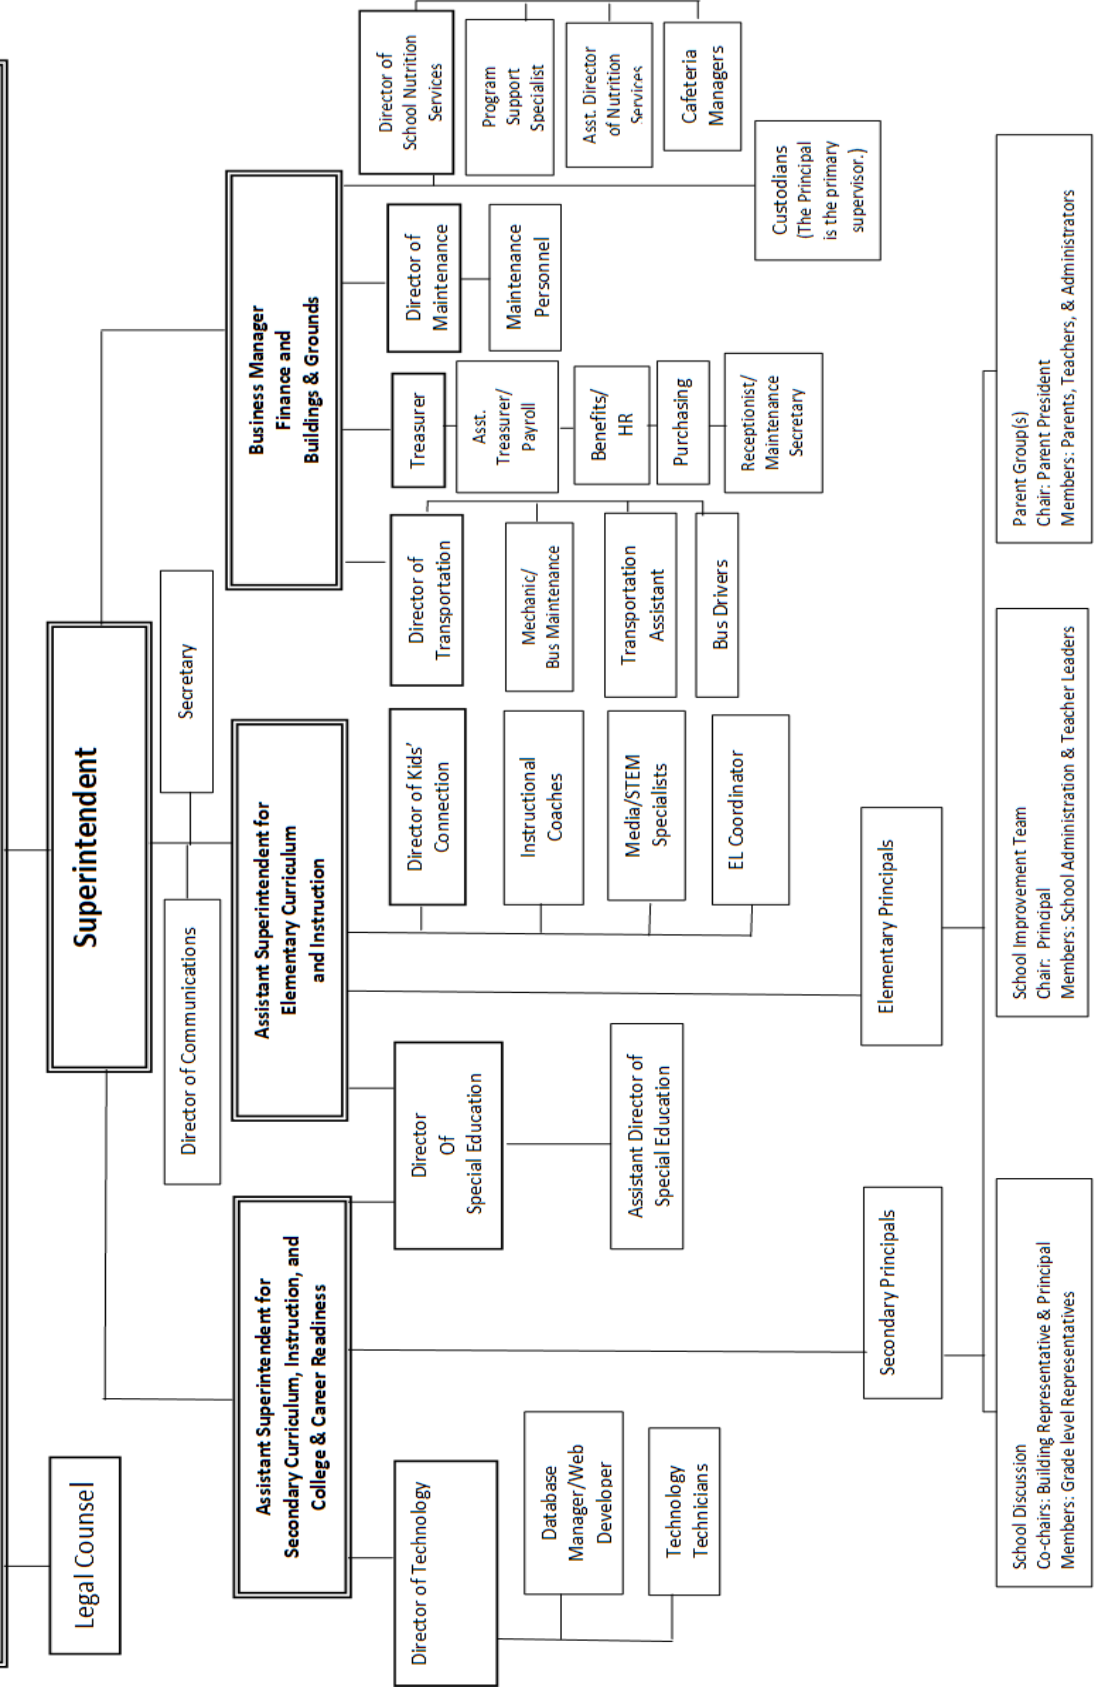 Legal Counsel
Superintendent
Director of Communications
Secretary
Assistant Superintendent for
Secondary Curriculum, Instruction, and
College & Career Readiness
Assistant Superintendent for
Elementary Curriculum
and Instruction
Business Manager
Finance and
Buildings & Grounds
Director of Technology
Database
Manager/Web
Developer
Technology
Technicians
Director
Of
Special Education
Assistant Director of
Special Education
Director of Kids'
Connection
Instructional
Coaches
Media/STEM
Specialists
EL Coordinator
Director of
Transportation
Mechanic/
Bus Maintenance
Transportation
Assistant
Bus Drivers
Treasurer
Asst.
Treasurer/
Payroll
Benefits/
HR
Purchasing
Receptionist/
Maintenance
Secretary
Director of
Maintenance
Maintenance
Personnel
Director of
School Nutrition
Services
Program
Support
Specialist
Asst. Director
of Nutrition
Services
Cafeteria
Managers
Custodians
(The Principal
is the primary
supervisor.)
Secondary Principals
Elementary Principals
School Discussion
Co-chairs: Building Representative & Principal
Members: Grade level Representatives
School Improvement Team
Chair: Principal
Members: School Administration & Teacher Leaders
Parent Group(s)
Chair: Parent President
Members: Parents, Teachers, & Administrators